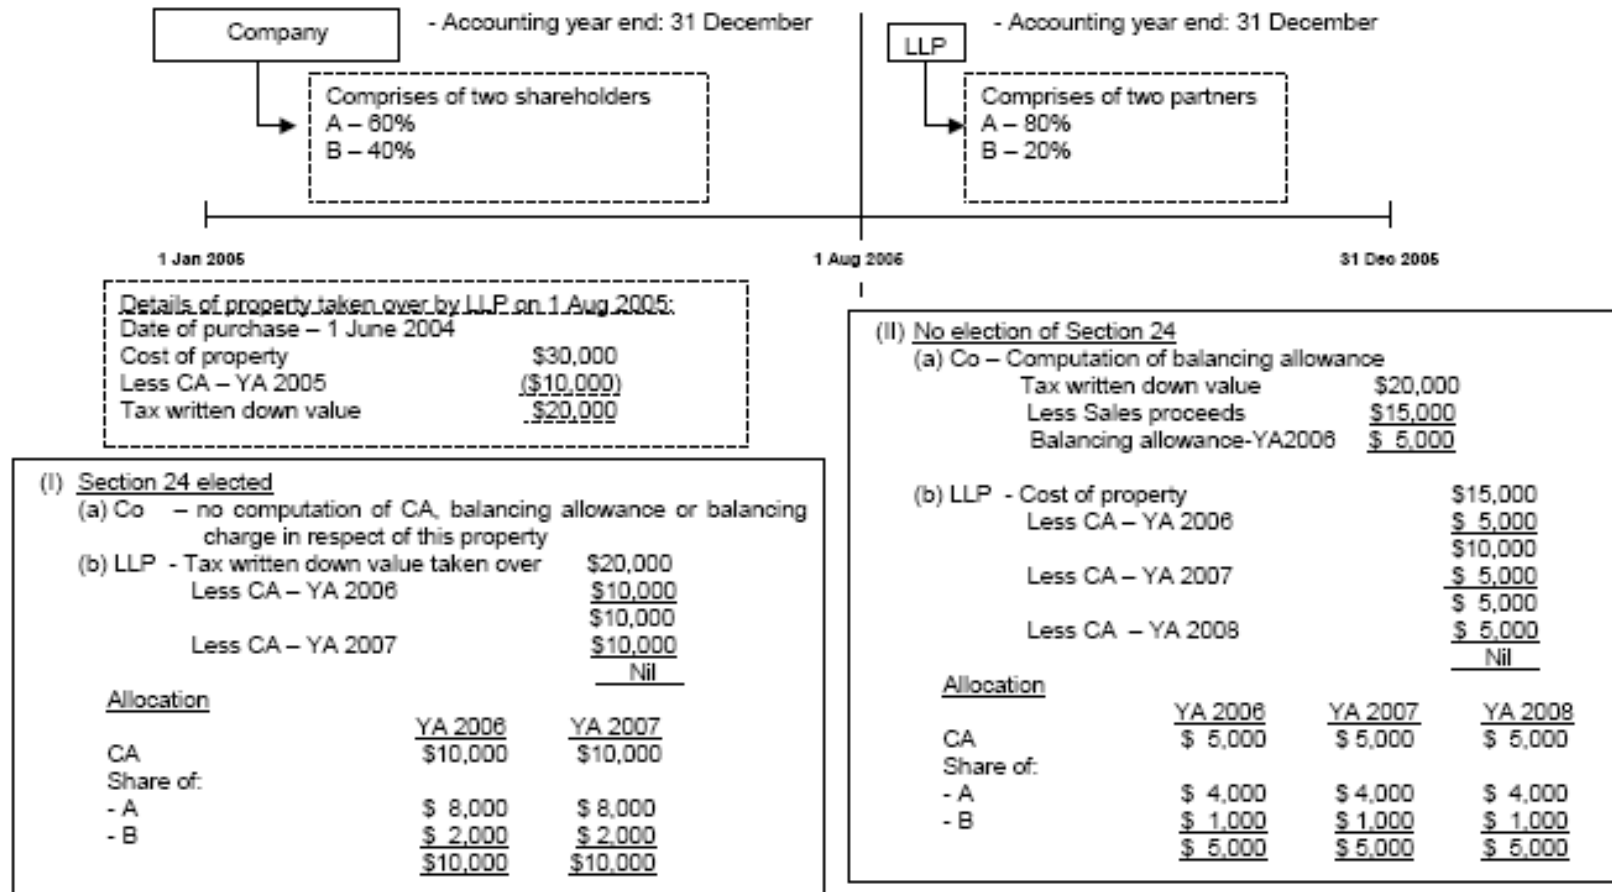 Company
- Accounting year end: 31 December
LLP
- Accounting year end: 31 December
Comprises of two shareholders
A – 60%
B – 40%
Comprises of two partners
A – 80%
B – 20%
1 Jan 2005
1 Aug 2005
31 Dec 2005
Details of property taken over by LLP on 1 Aug 2005:
Date of purchase – 1 June 2004
Cost of property $30,000
Less CA – YA 2005 ($10,000)
Tax written down value $20,000
(I) Section 24 elected
(a) Co – no computation of CA, balancing allowance or balancing
charge in respect of this property
(b) LLP - Tax written down value taken over $20,000
Less CA – YA 2006 $10,000
$10,000
Less CA – YA 2007 $10,000
Nil
Allocation
YA 2006 YA 2007
CA $10,000 $10,000
Share of:
- A $ 8,000 $ 8,000
- B $ 2,000 $ 2,000
$10,000 $10,000
(II) No election of Section 24
(a) Co – Computation of balancing allowance
Tax written down value $20,000
Less Sales proceeds $15,000
Balancing allowance-YA2006 $ 5,000
(b) LLP - Cost of property $15,000
Less CA – YA 2006 $ 5,000
$10,000
Less CA – YA 2007 $ 5,000
$ 5,000
Less CA – YA 2008 $ 5,000
Nil
Allocation
YA 2006 YA 2007 YA 2008
CA $ 5,000 $ 5,000 $ 5,000
Share of:
- A $ 4,000 $ 4,000 $ 4,000
- B $ 1,000 $ 1,000 $ 1,000
$ 5,000 $ 5,000 $ 5,000